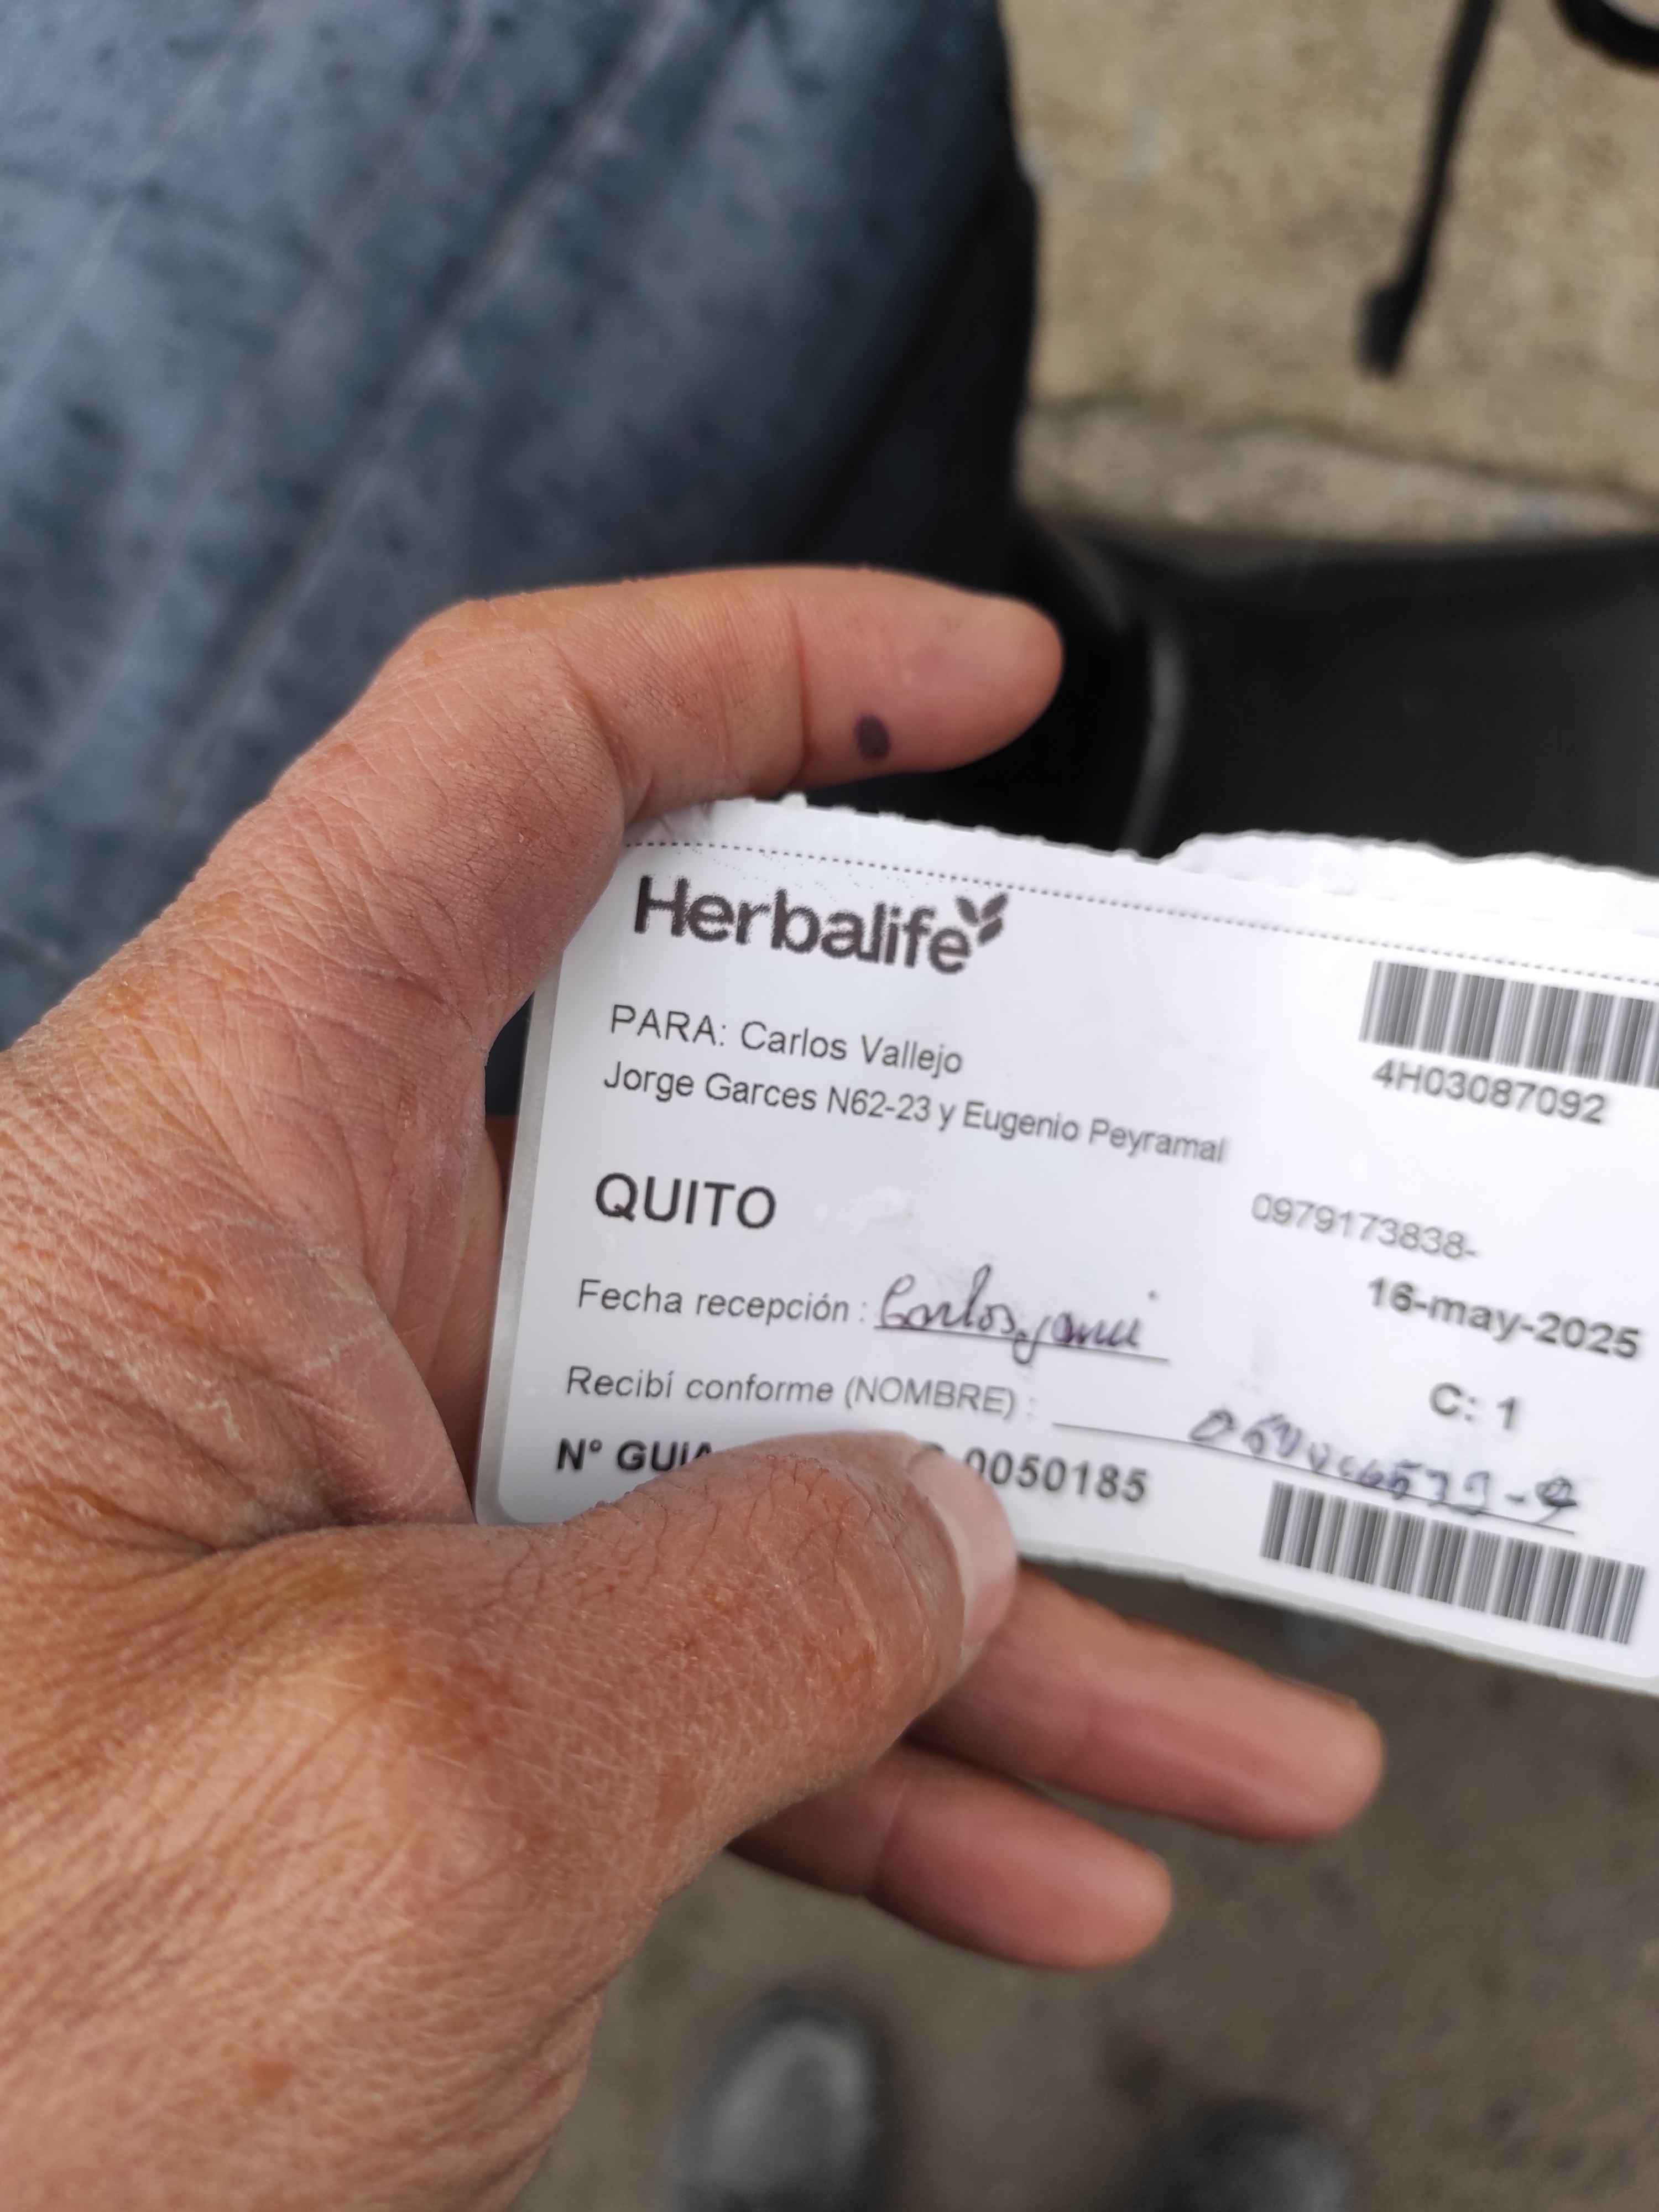 Herbalife
4H03087092
PARA: Carlos Vallejo
Jorge Garces N62-23 y Eugenio Peyramal
QUITO
0979173838-
Fecha recepción : Carlos
16-may-2025
Recibí conforme (NOMBRE) :
C: 1
N° GUIA 0050185